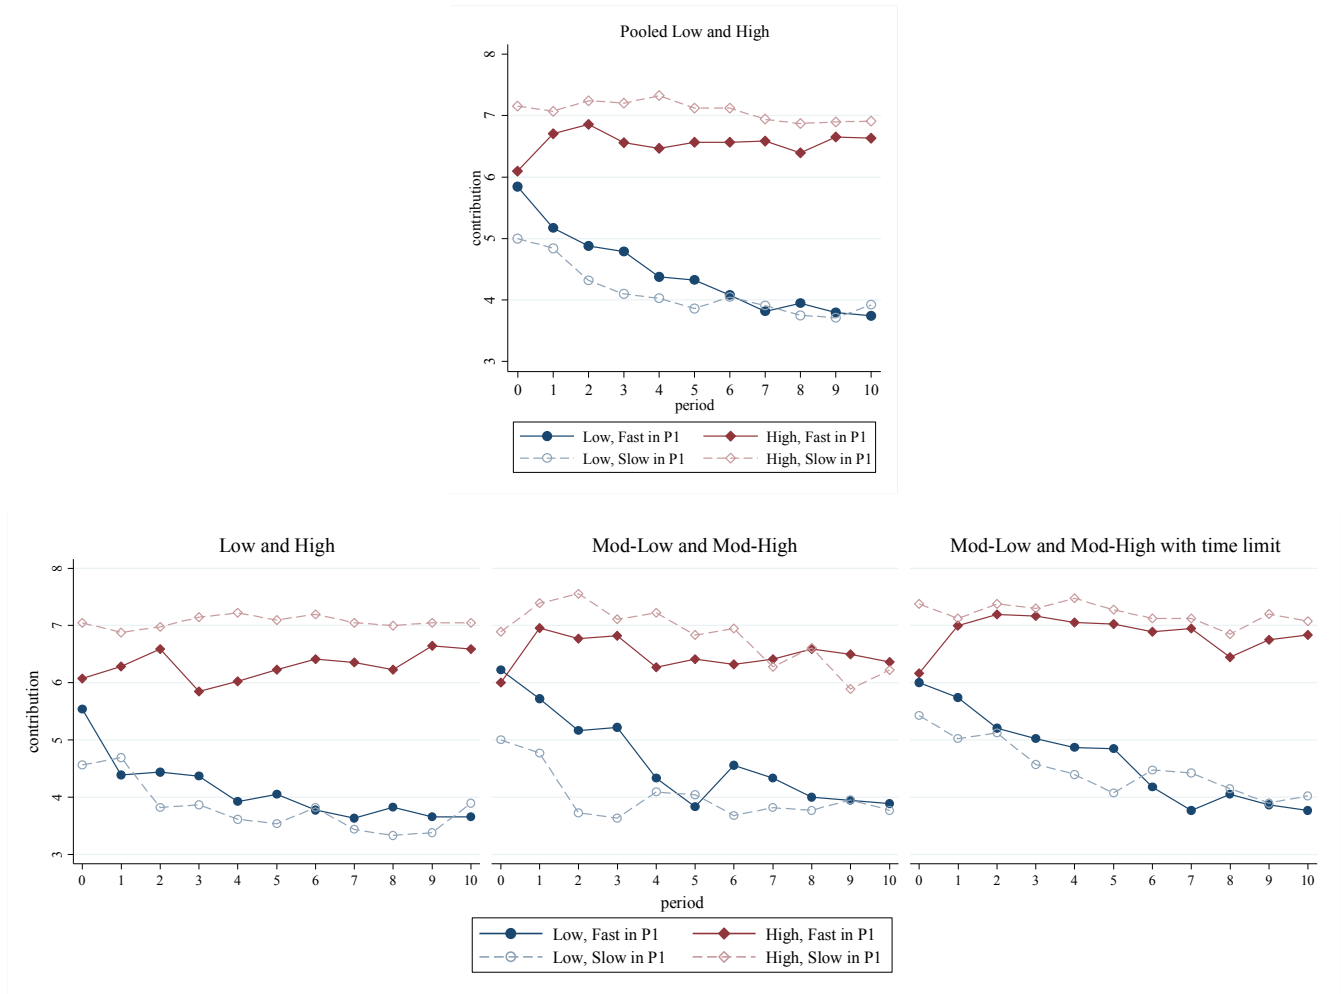 Pooled Low and High
contribution
8
7
6
5
4
3
0 1 2 3 4 5 6 7 8 9 10
period
Low, Fast in P1 High, Fast in P1
Low, Slow in P1 High, Slow in P1
Low and High Mod-Low and Mod-High Mod-Low and Mod-High with time limit
contribution
8
7
6
5
4
3
0 1 2 3 4 5 6 7 8 9 10 0 1 2 3 4 5 6 7 8 9 10 0 1 2 3 4 5 6 7 8 9 10
period
Low, Fast in P1 High, Fast in P1
Low, Slow in P1 High, Slow in P1